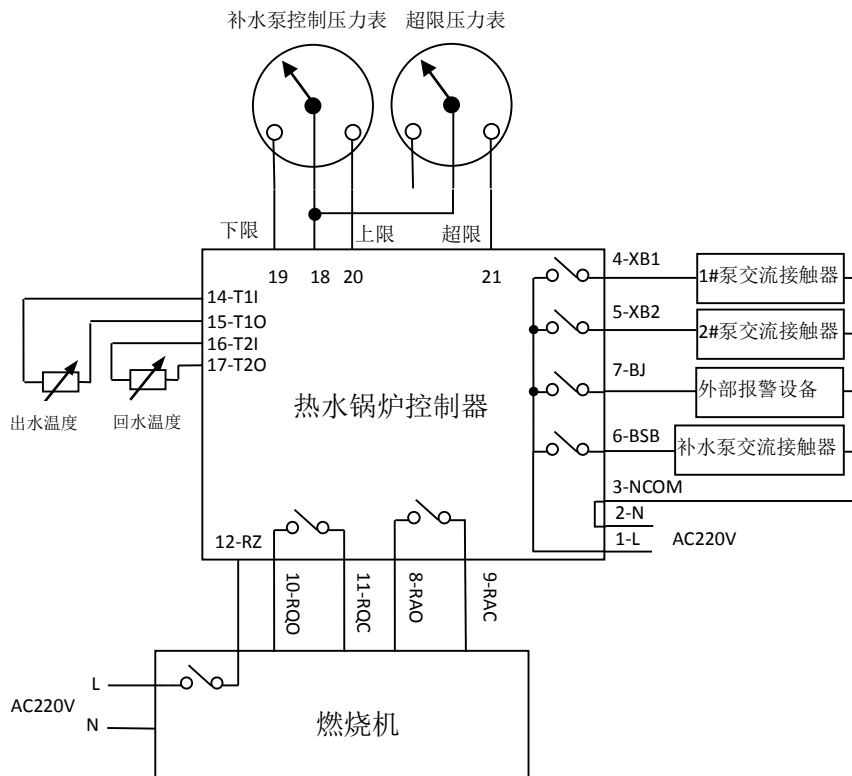 补水泵控制压力表
超限压力表
下限
上限
超限
19
18
20
21
14-T1I
15-T1O
16-T2I
17-T2O
出水温度
回水温度
热水锅炉控制器
4-XB1
1#泵交流接触器
5-XB2
2#泵交流接触器
7-BJ
外部报警设备
6-BSB
补水泵交流接触器
3-NCOM
2-N
1-L
AC220V
12-RZ
10-RQO
11-RQC
8-RAO
9-RAC
L
AC220V
N
燃烧机